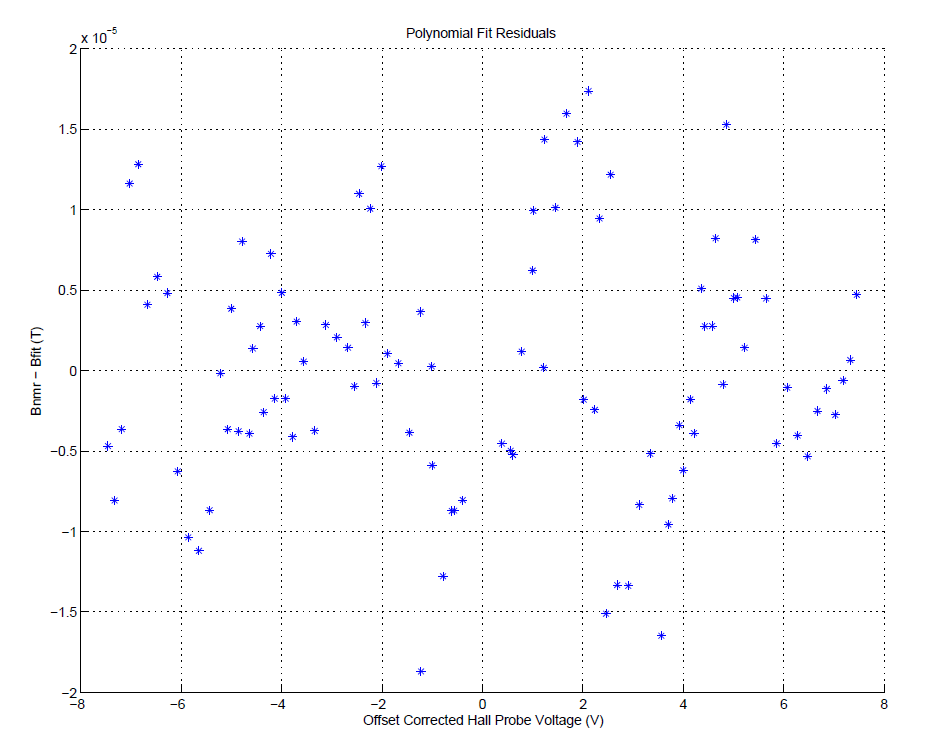 Polynomial Fit Residuals
x 10⁻⁵
2
1.5
1
0.5
0
−0.5
−1
−1.5
−2
Bnmr − Bfit (T)
−8 −6 −4 −2 0 2 4 6 8
Offset Corrected Hall Probe Voltage (V)